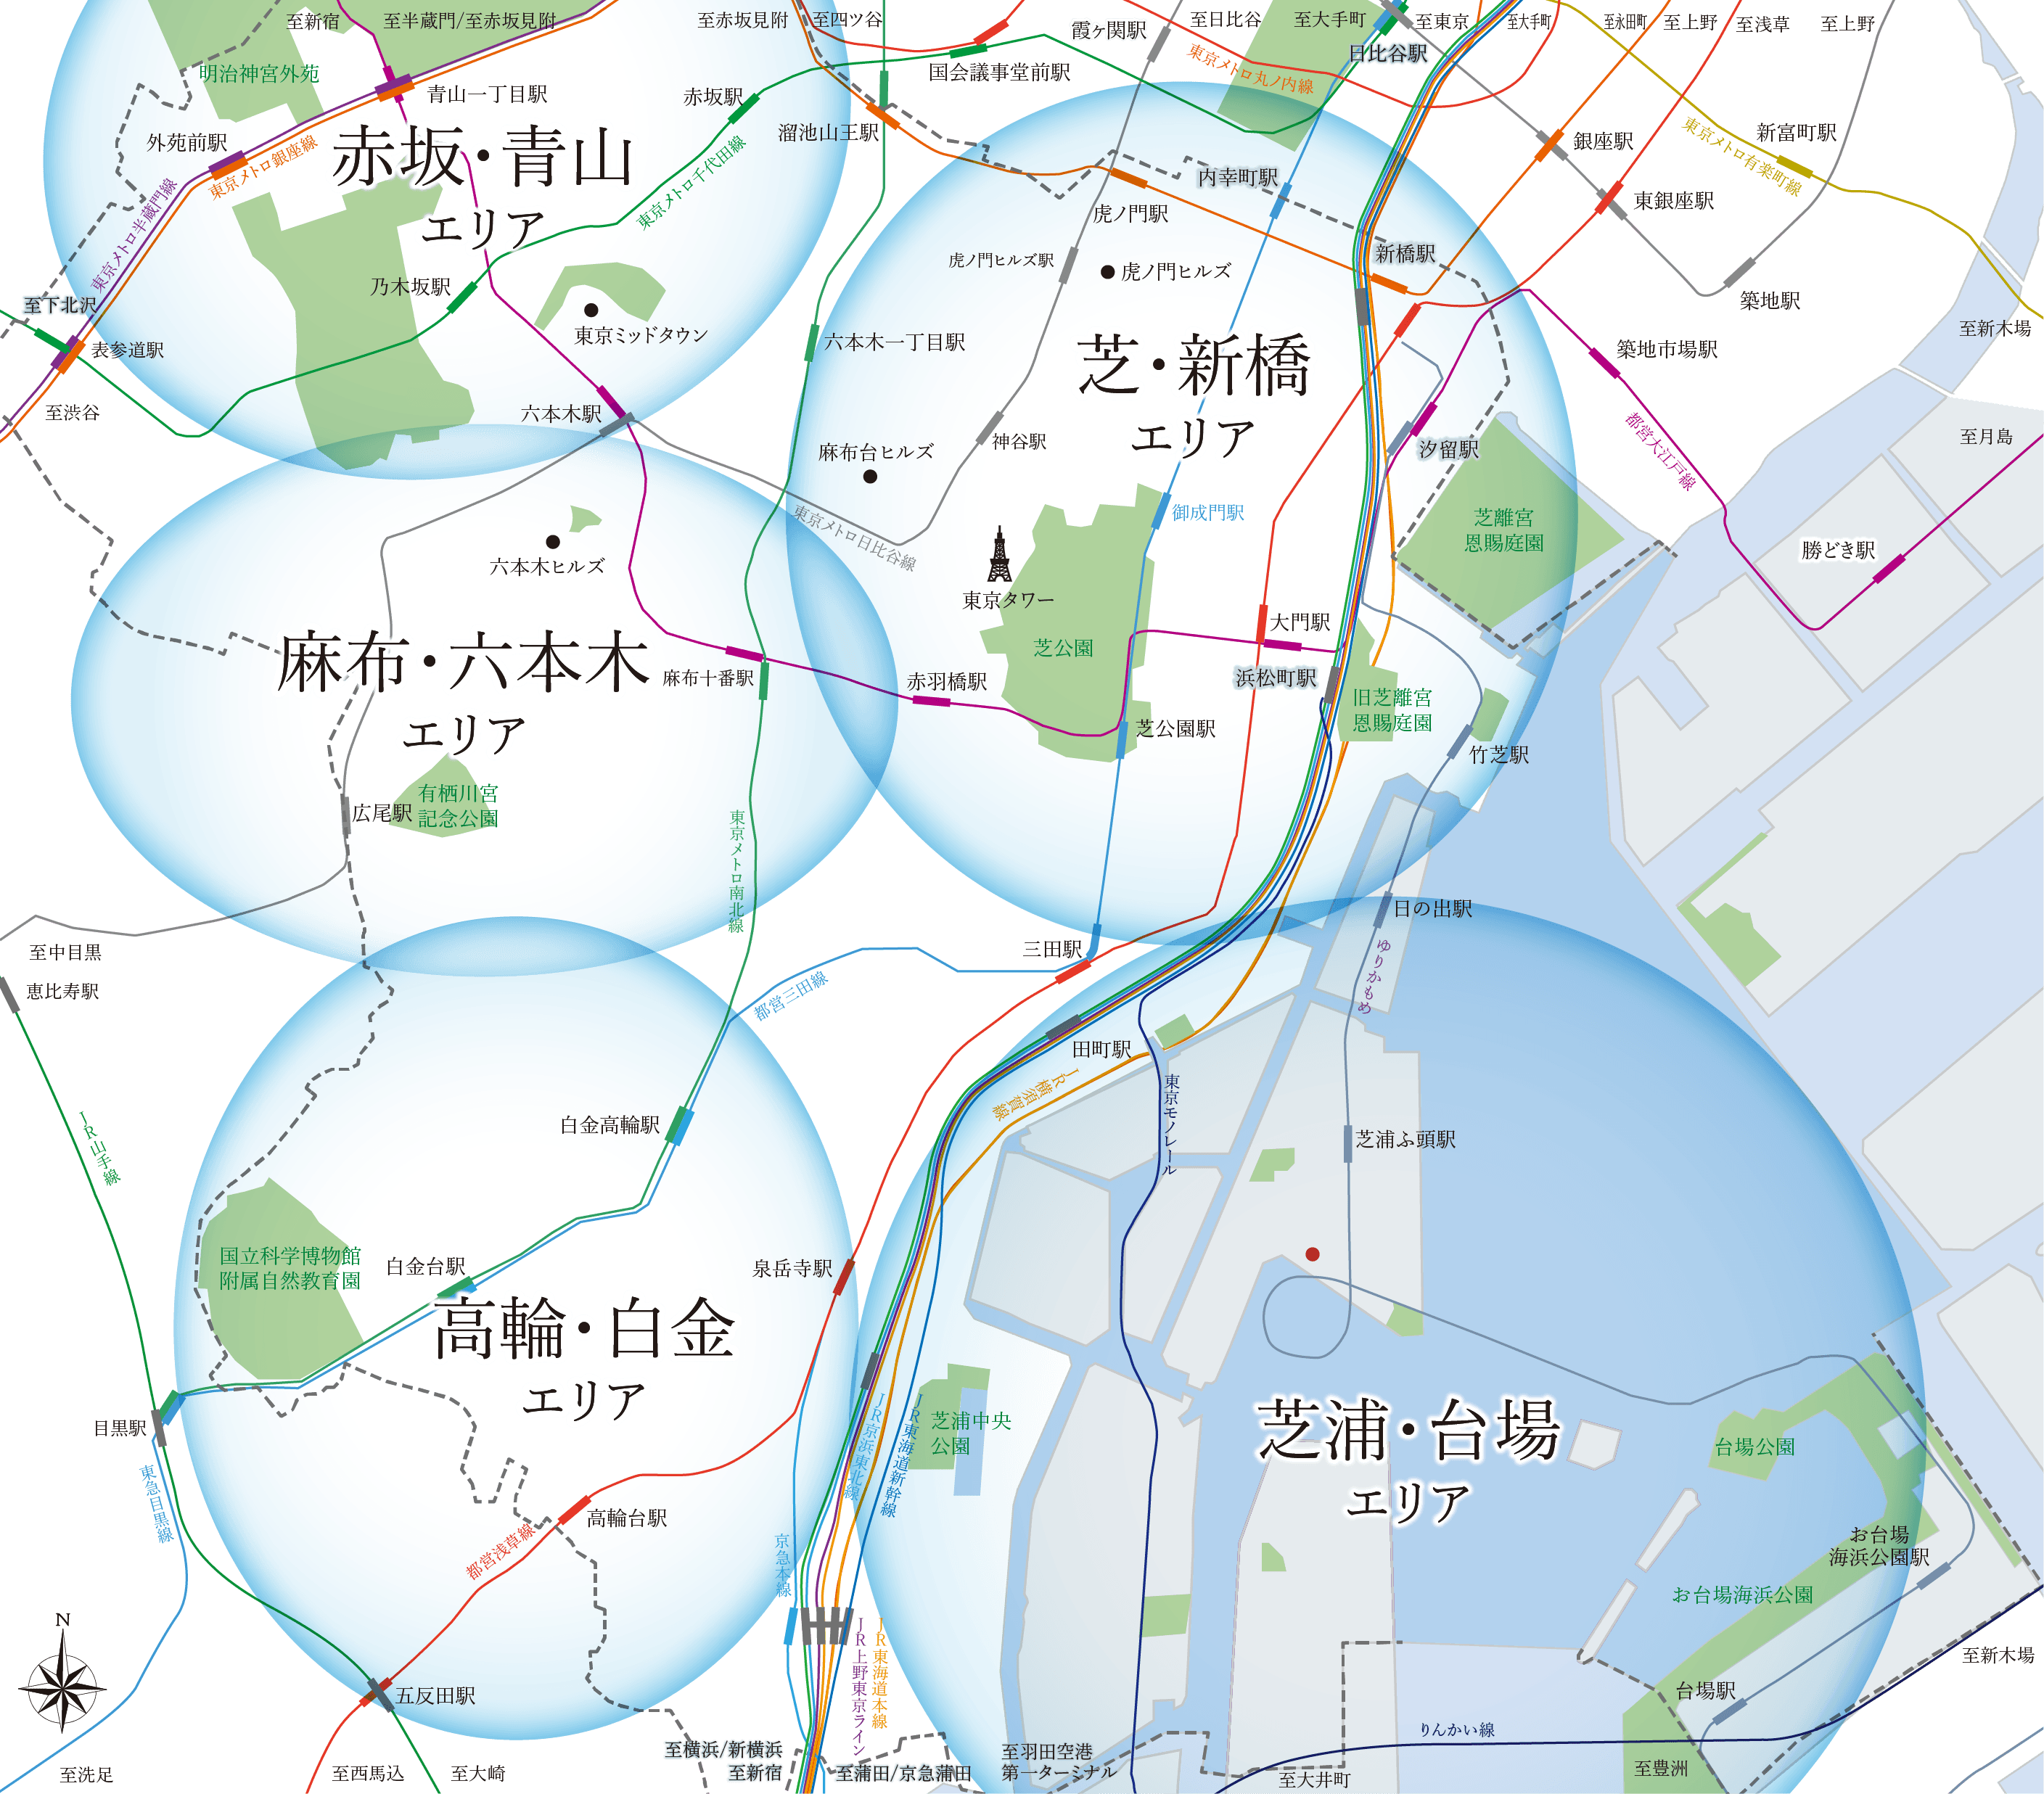 至新宿
至半蔵門/至赤坂見附
至赤坂見附
至四ツ谷
霞ヶ関駅
至日比谷
至大手町
至東京
至大手町
至永田町
至上野
至浅草
至上野
明治神宮外苑
青山一丁目駅
外苑前駅
東京メトロ銀座線
東京メトロ半蔵門線
赤坂駅
国会議事堂前駅
溜池山王駅
東京メトロ丸ノ内線
日比谷駅
銀座駅
東京メトロ有楽町線
新富町駅
東銀座駅
築地駅
至新木場
赤坂・青山
エリア
東京メトロ千代田線
内幸町駅
虎ノ門駅
虎ノ門ヒルズ駅
虎ノ門ヒルズ
新橋駅
至下北沢
表参道駅
至渋谷
乃木坂駅
東京ミッドタウン
六本木一丁目駅
芝・新橋
エリア
築地市場駅
都営大江戸線
至月島
六本木駅
麻布台ヒルズ
神谷駅
汐留駅
東京メトロ日比谷線
御成門駅
芝離宮
恩賜庭園
勝どき駅
六本木ヒルズ
東京タワー
芝公園
大門駅
浜松町駅
旧芝離宮
恩賜庭園
竹芝駅
麻布・六本木
エリア
麻布十番駅
赤羽橋駅
芝公園駅
広尾駅
有栖川宮
記念公園
東京メトロ南北線
日の出駅
ゆりかもめ
至中目黒
恵比寿駅
三田駅
都営三田線
田町駅
JR横須賀線
東京モノレール
芝浦ふ頭駅
JR山手線
白金高輪駅
国立科学博物館
附属自然教育園
白金台駅
泉岳寺駅
高輪・白金
エリア
目黒駅
東急目黒線
芝浦中央
公園
JR京浜東北線
JR東海道新幹線
芝浦・台場
エリア
台場公園
お台場
海浜公園駅
お台場海浜公園
高輪台駅
都営浅草線
京急本線
JR上野東京ライン
JR東海道本線
N
五反田駅
台場駅
りんかい線
至新木場
至洗足
至西馬込
至大崎
至横浜/新横浜
至新宿
至蒲田/京急蒲田
至羽田空港
第一ターミナル
至大井町
至豊洲